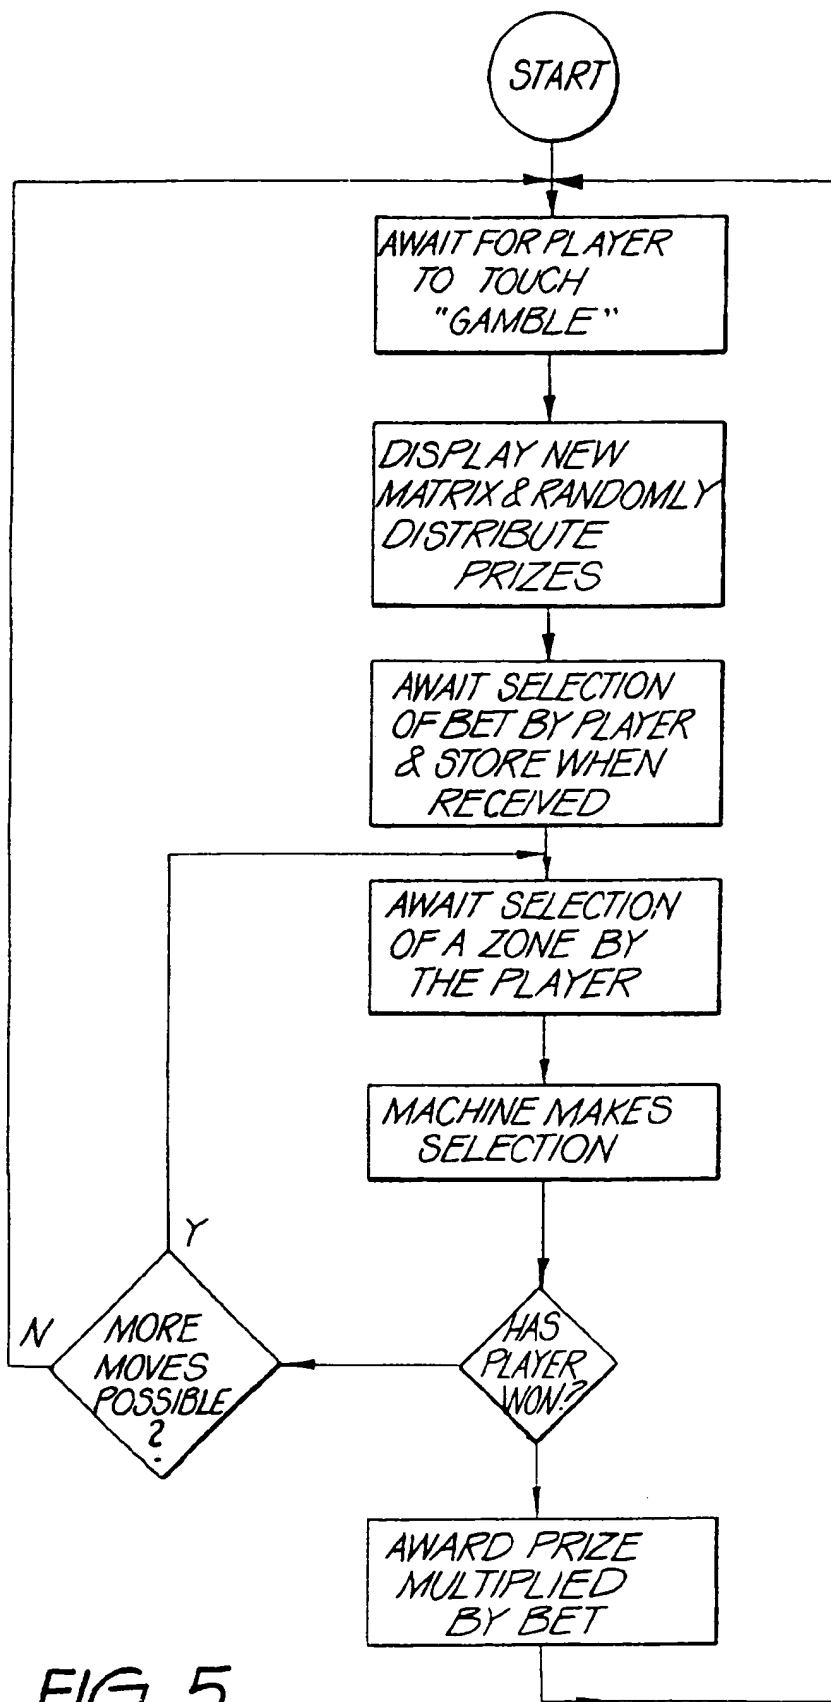 START
AWAIT FOR PLAYER
TO TOUCH
"GAMBLE"
DISPLAY NEW
MATRIX & RANDOMLY
DISTRIBUTE
PRIZES
AWAIT SELECTION
OF BET BY PLAYER
& STORE WHEN
RECEIVED
AWAIT SELECTION
OF A ZONE BY
THE PLAYER
MACHINE MAKES
SELECTION
Y
N
MORE
MOVES
POSSIBLE
?
HAS
PLAYER
WON?
AWARD PRIZE
MULTIPLIED
BY BET
FIG. 5